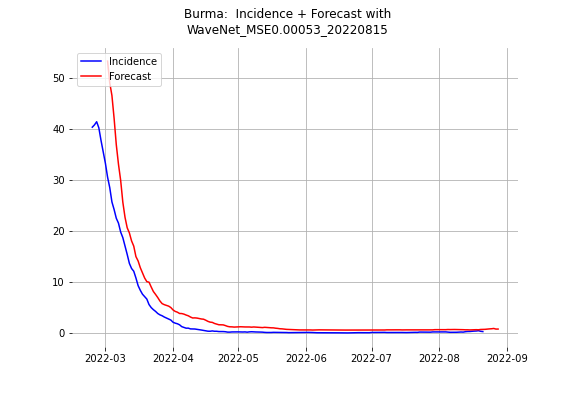 Burma:  Incidence + Forecast with
WaveNet_MSE0.00053_20220815
Incidence
Forecast
50
40
30
20
10
0
2022-03 2022-04 2022-05 2022-06 2022-07 2022-08 2022-09